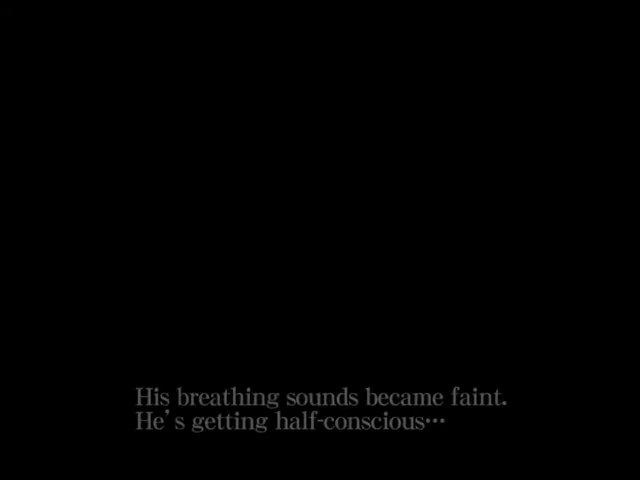 His breathing sounds became faint.
He's getting half-conscious…